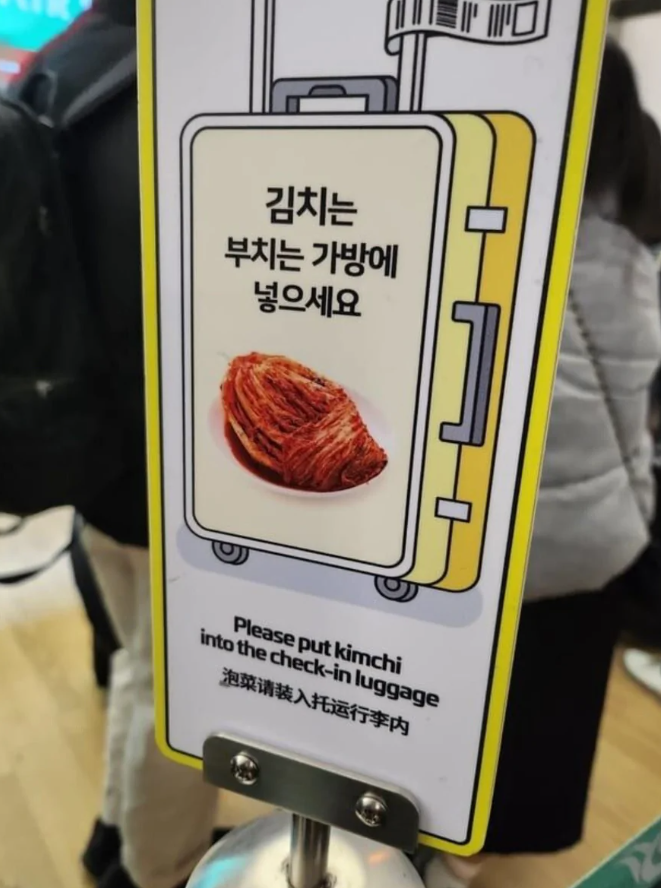 김치는
부치는 가방에
넣으세요
Please put kimchi
into the check-in luggage
泡菜请装入托运行李内